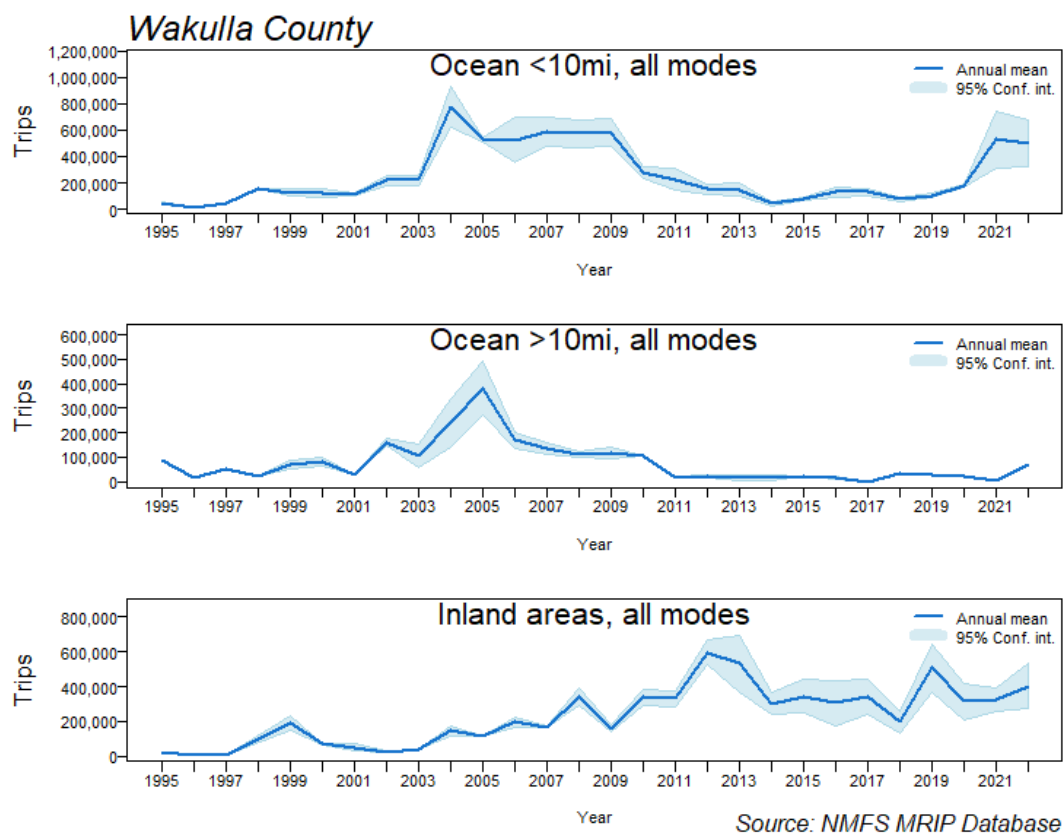 Wakulla County
Ocean <10mi, all modes
Annual mean
95% Conf. int.
Trips
1,200,000
1,000,000
800,000
600,000
400,000
200,000
0
1995 1997 1999 2001 2003 2005 2007 2009 2011 2013 2015 2017 2019 2021
Year
Ocean >10mi, all modes
Annual mean
95% Conf. int.
Trips
600,000
500,000
400,000
300,000
200,000
100,000
0
1995 1997 1999 2001 2003 2005 2007 2009 2011 2013 2015 2017 2019 2021
Year
Inland areas, all modes
Annual mean
95% Conf. int.
Trips
800,000
600,000
400,000
200,000
0
1995 1997 1999 2001 2003 2005 2007 2009 2011 2013 2015 2017 2019 2021
Year
Source: NMFS MRIP Database